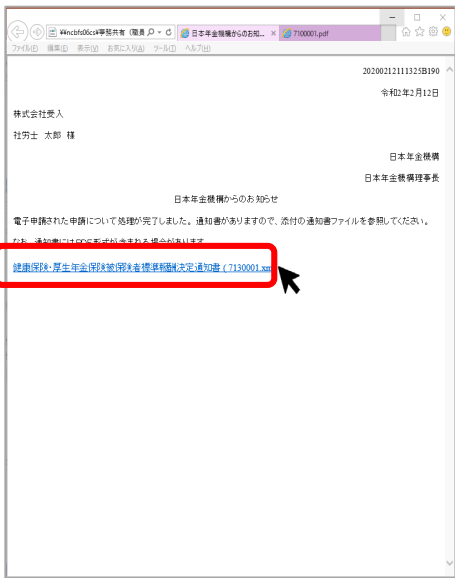 ¥¥ncbfs06cs¥事務共有 (職員
日本年金機構からのお知... ×
7100001.pdf
ファイル(F) 編集(E) 表示(V) お気に入り(A) ツール(T) ヘルプ(H)
20200212111325B190
令和2年2月12日
株式会社受入
社労士 太郎 様
日本年金機構
日本年金機構理事長
日本年金機構からのお知らせ
電子申請された申請について処理が完了しました。通知書がありますので、添付の通知書ファイルを参照してください。
なお、通知書にはPDF形式が含まれる場合があります。
健康保険・厚生年金保険被保険者標準報酬決定通知書 ( 7130001.xm